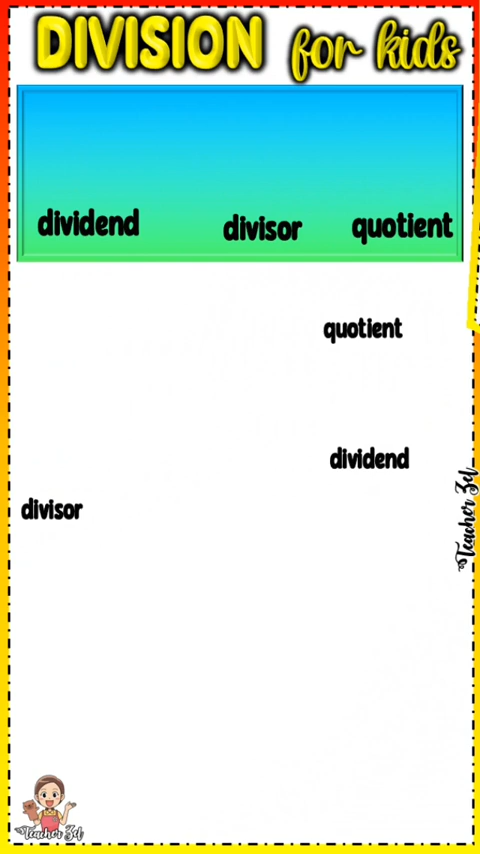 DIVISION for kids
dividend divisor quotient
quotient
dividend
divisor
Teacher Zel
Teacher Zel